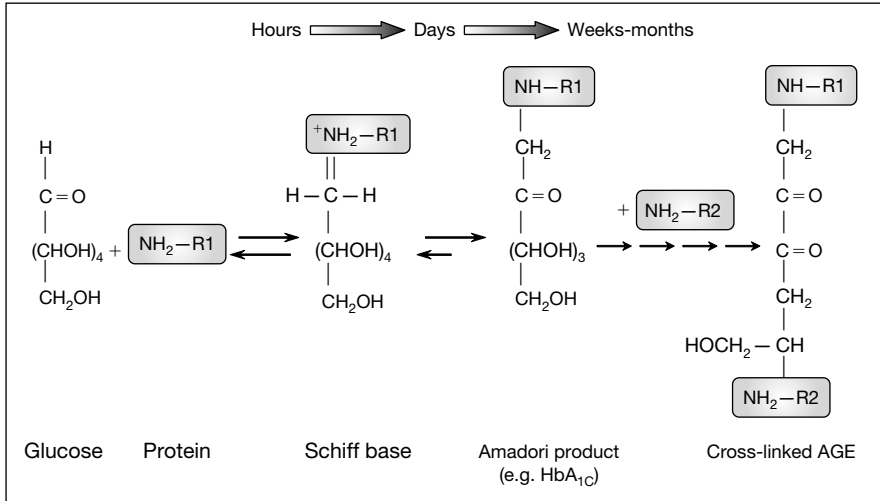 Hours Days Weeks-months
NH–R1 NH–R1
⁺NH₂–R1
H CH₂ CH₂
C=O H–C–H C=O C=O
+ NH₂–R2
(CHOH)₄ + NH₂–R1 (CHOH)₄ (CHOH)₃ C=O
CH₂OH CH₂OH CH₂OH CH₂
HOCH₂–CH
NH₂–R2
Glucose Protein Schiff base Amadori product Cross-linked AGE
(e.g. HbA₁C)